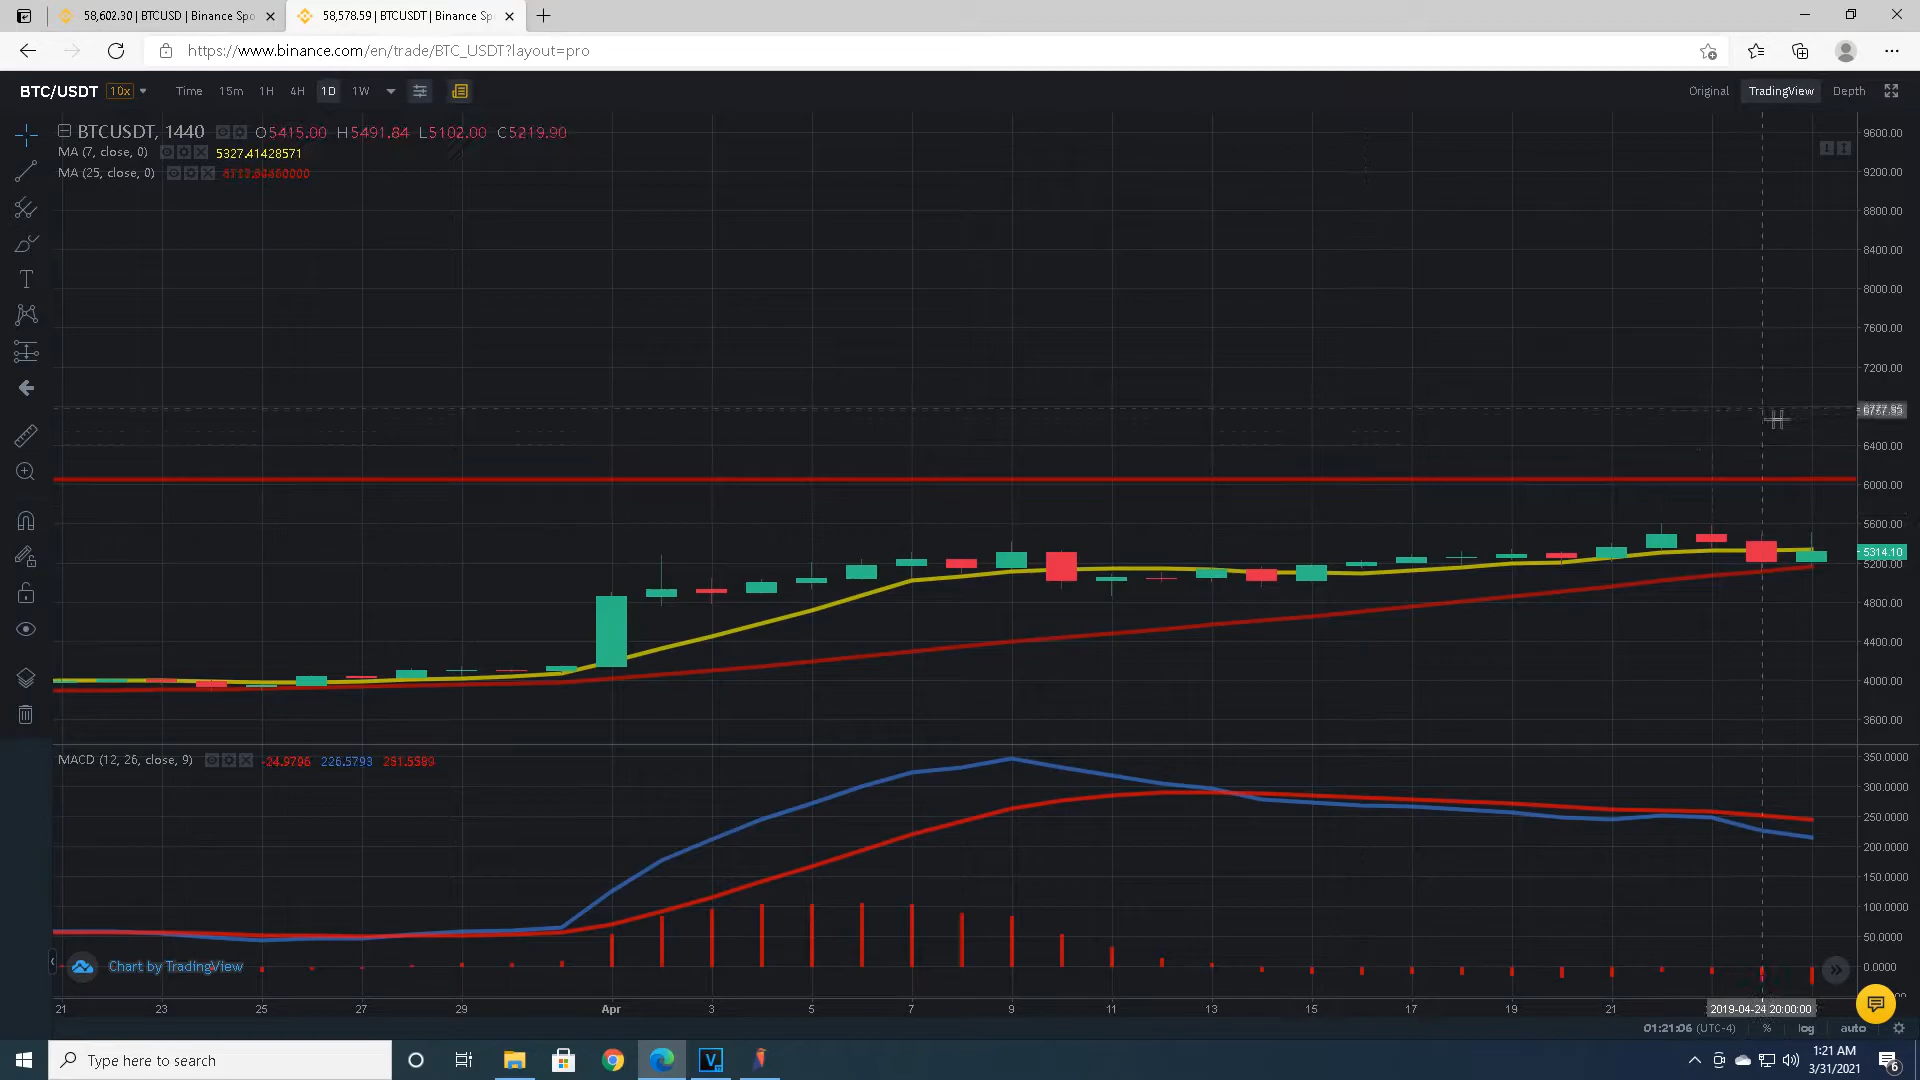 58,602.30 | BTCUSD | Binance Spo
58,578.59 | BTCUSDT | Binance Sp
https://www.binance.com/en/trade/BTC_USDT?layout=pro
BTC/USDT 10x Time 15m 1H 4H 1D 1W Original TradingView Depth
BTCUSDT, 1440 O5415.00 H5491.84 L5102.00 C5219.90
MA (7, close, 0) 5327.41428571
MA (25, close, 0)
9600.00
9200.00
8800.00
8400.00
8000.00
7600.00
7200.00
6400.00
6000.00
5600.00
5314.10
5200.00
4800.00
4400.00
4000.00
3600.00
MACD (12, 26, close, 9) -24.9796 226.5793 251.5589
350.0000
300.0000
250.0000
200.0000
150.0000
100.0000
50.0000
0.0000
Chart by TradingView
21 23 25 27 29 Apr 3 5 7 9 11 13 15 17 19 21 2019-04-24 20:00:00
01:21:06 (UTC-4) % log auto
Type here to search
1:21 AM
3/31/2021
6